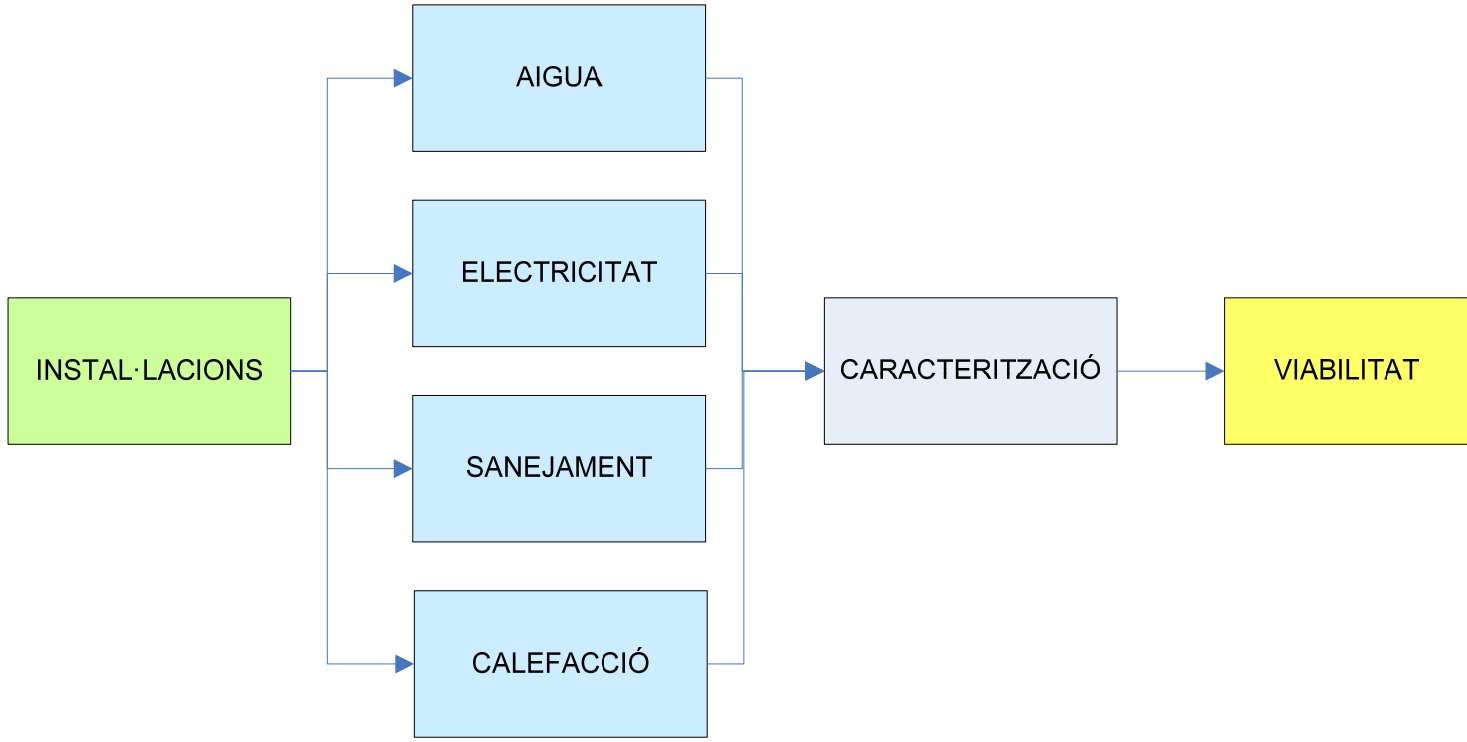 INSTAL·LACIONS
AIGUA
ELECTRICITAT
SANEJAMENT
CALEFACCIÓ
CARACTERITZACIÓ
VIABILITAT